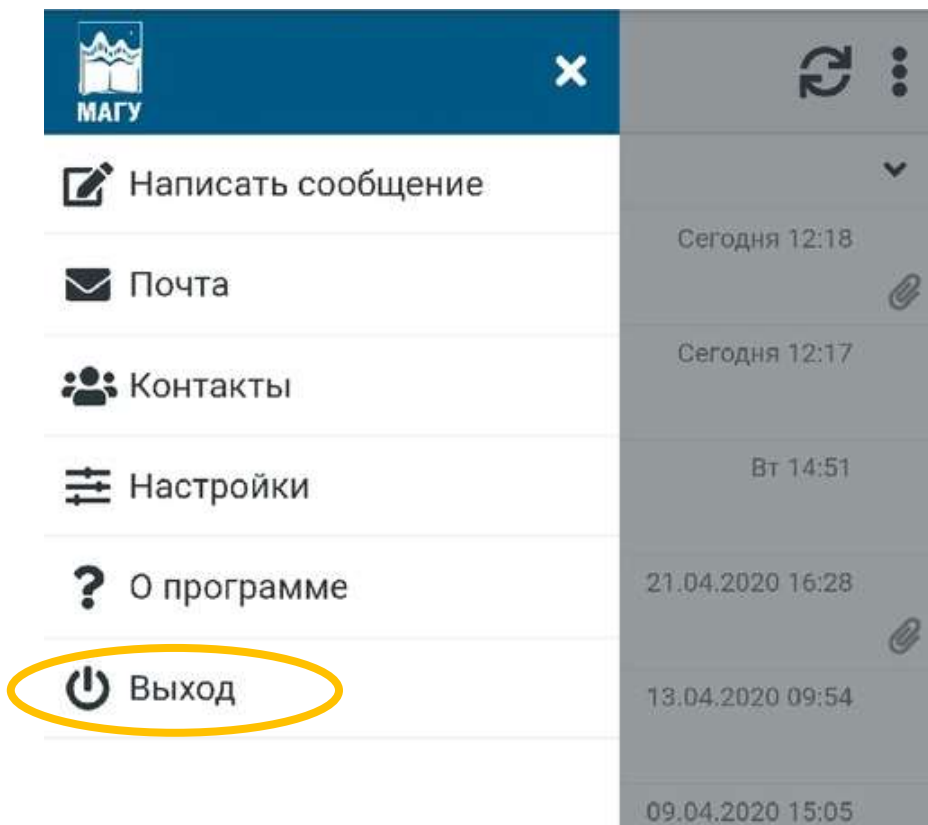 МАГУ
Написать сообщение
Почта
Контакты
Настройки
О программе
Выход
Сегодня 12:18
Сегодня 12:17
Вт 14:51
21.04.2020 16:28
13.04.2020 09:54
09.04.2020 15:05